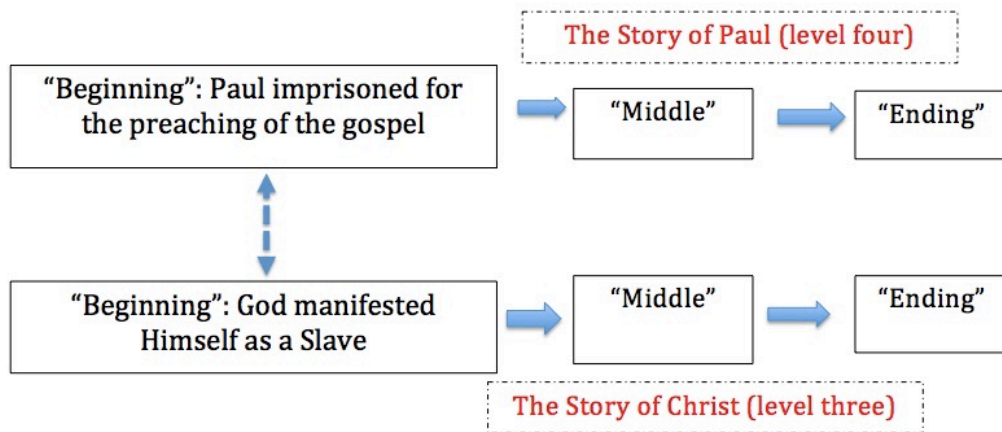 The Story of Paul (level four)
“Beginning”: Paul imprisoned for
the preaching of the gospel
“Middle”
“Ending”
“Beginning”: God manifested
Himself as a Slave
“Middle”
“Ending”
The Story of Christ (level three)